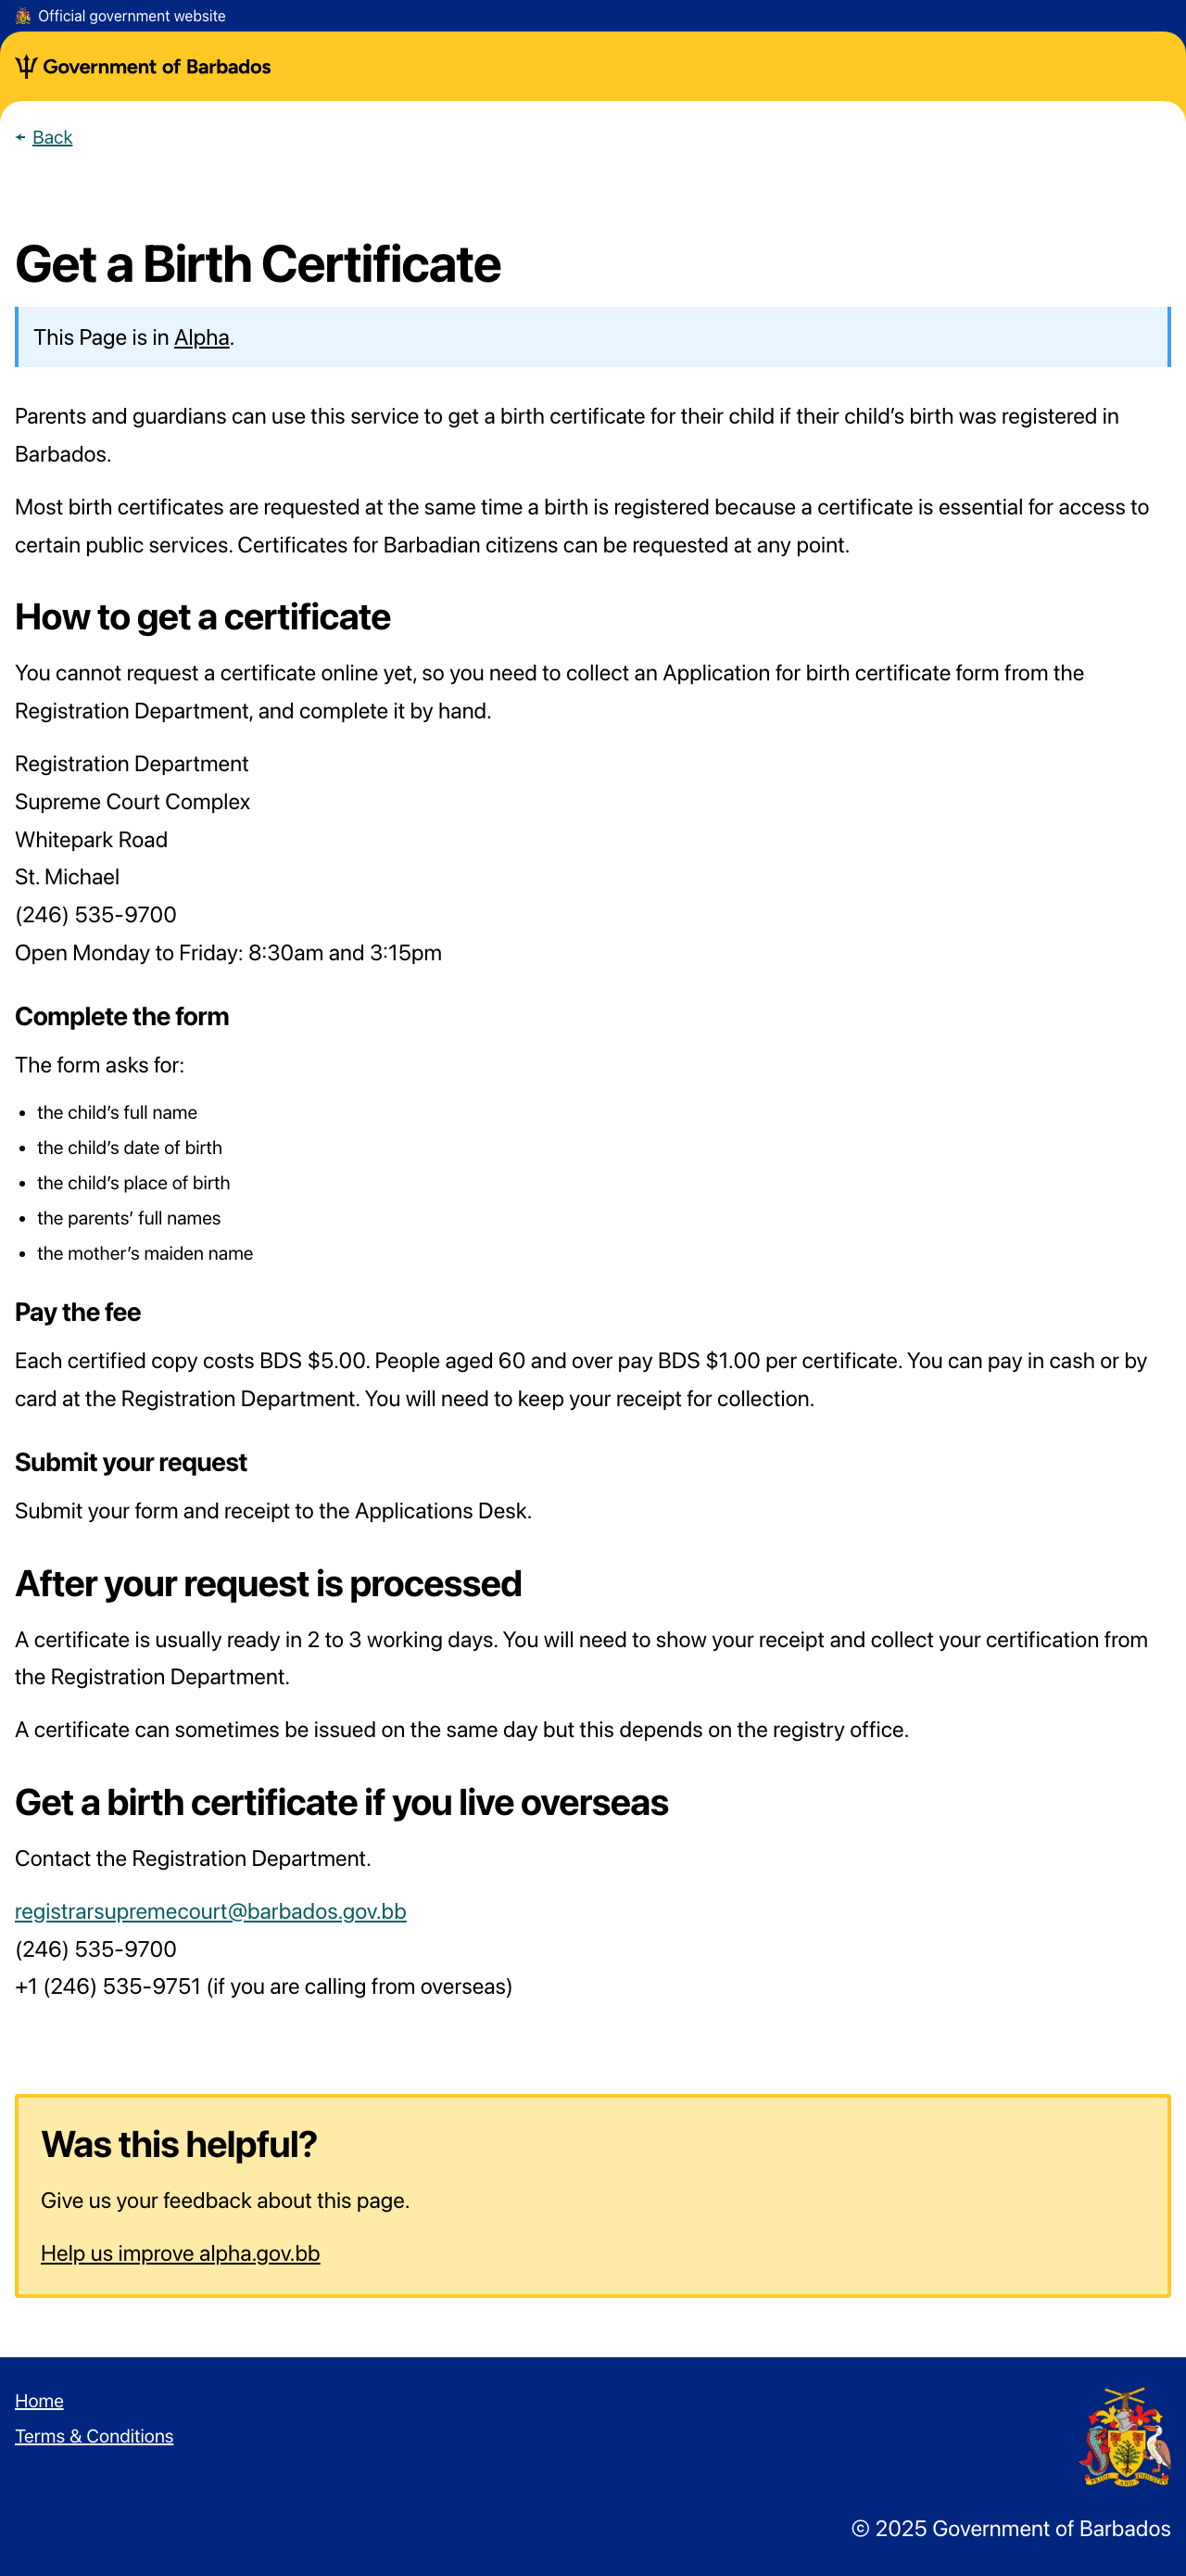 Official government website
Government of Barbados
Back
Get a Birth Certificate
This Page is in Alpha.
Parents and guardians can use this service to get a birth certificate for their child if their child’s birth was registered in
Barbados.
Most birth certificates are requested at the same time a birth is registered because a certificate is essential for access to
certain public services. Certificates for Barbadian citizens can be requested at any point.
How to get a certificate
You cannot request a certificate online yet, so you need to collect an Application for birth certificate form from the
Registration Department, and complete it by hand.
Registration Department
Supreme Court Complex
Whitepark Road
St. Michael
(246) 535-9700
Open Monday to Friday: 8:30am and 3:15pm
Complete the form
The form asks for:
• the child’s full name
• the child’s date of birth
• the child’s place of birth
• the parents’ full names
• the mother’s maiden name
Pay the fee
Each certified copy costs BDS $5.00. People aged 60 and over pay BDS $1.00 per certificate. You can pay in cash or by
card at the Registration Department. You will need to keep your receipt for collection.
Submit your request
Submit your form and receipt to the Applications Desk.
After your request is processed
A certificate is usually ready in 2 to 3 working days. You will need to show your receipt and collect your certification from
the Registration Department.
A certificate can sometimes be issued on the same day but this depends on the registry office.
Get a birth certificate if you live overseas
Contact the Registration Department.
registrarsupremecourt@barbados.gov.bb
(246) 535-9700
+1 (246) 535-9751 (if you are calling from overseas)
Was this helpful?
Give us your feedback about this page.
Help us improve alpha.gov.bb
Home
Terms & Conditions
PRIDE AND INDUSTRY
© 2025 Government of Barbados